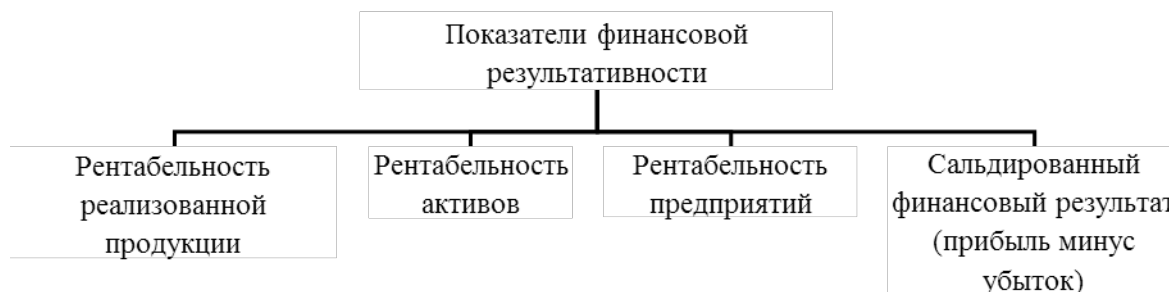 Показатели финансовой
результативности
Рентабельность
реализованной
продукции
Рентабельность
активов
Рентабельность
предприятий
Сальдированный
финансовый результат
(прибыль минус
убыток)